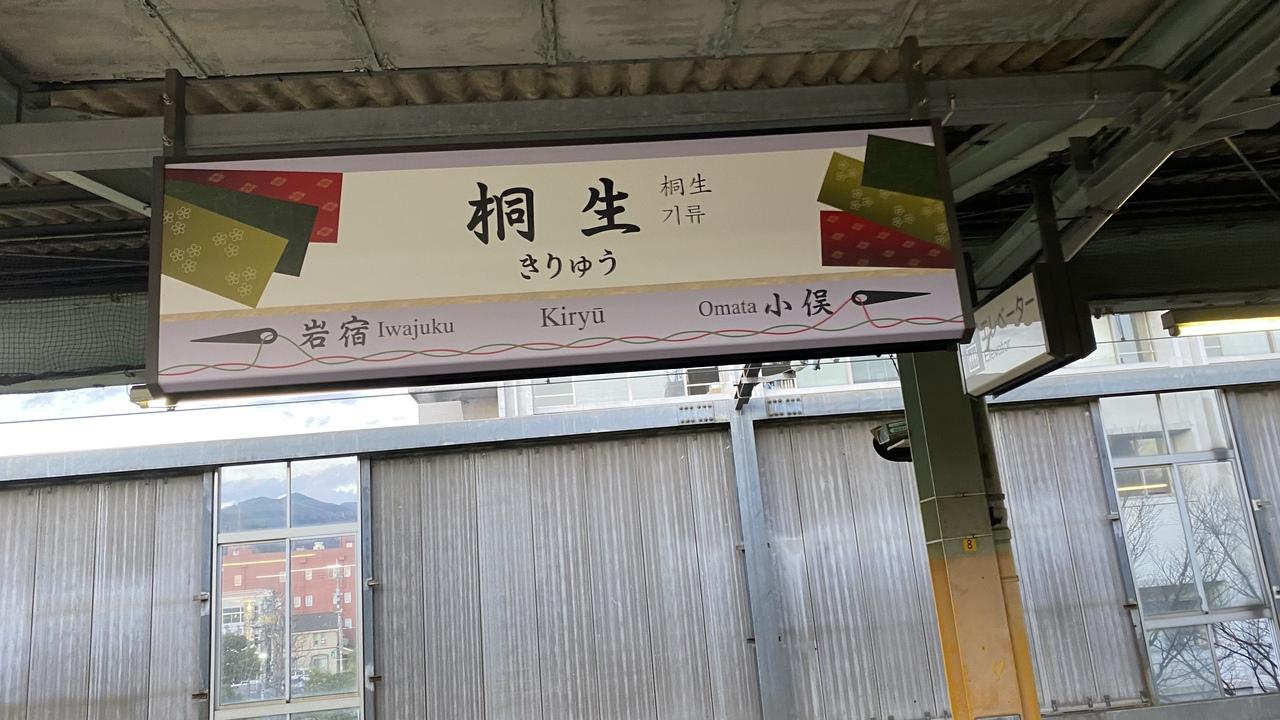 桐生
桐生
기류
きりゅう
岩宿 Iwajuku
Kiryū
Omata 小俣
エレベーター
Elevator
8